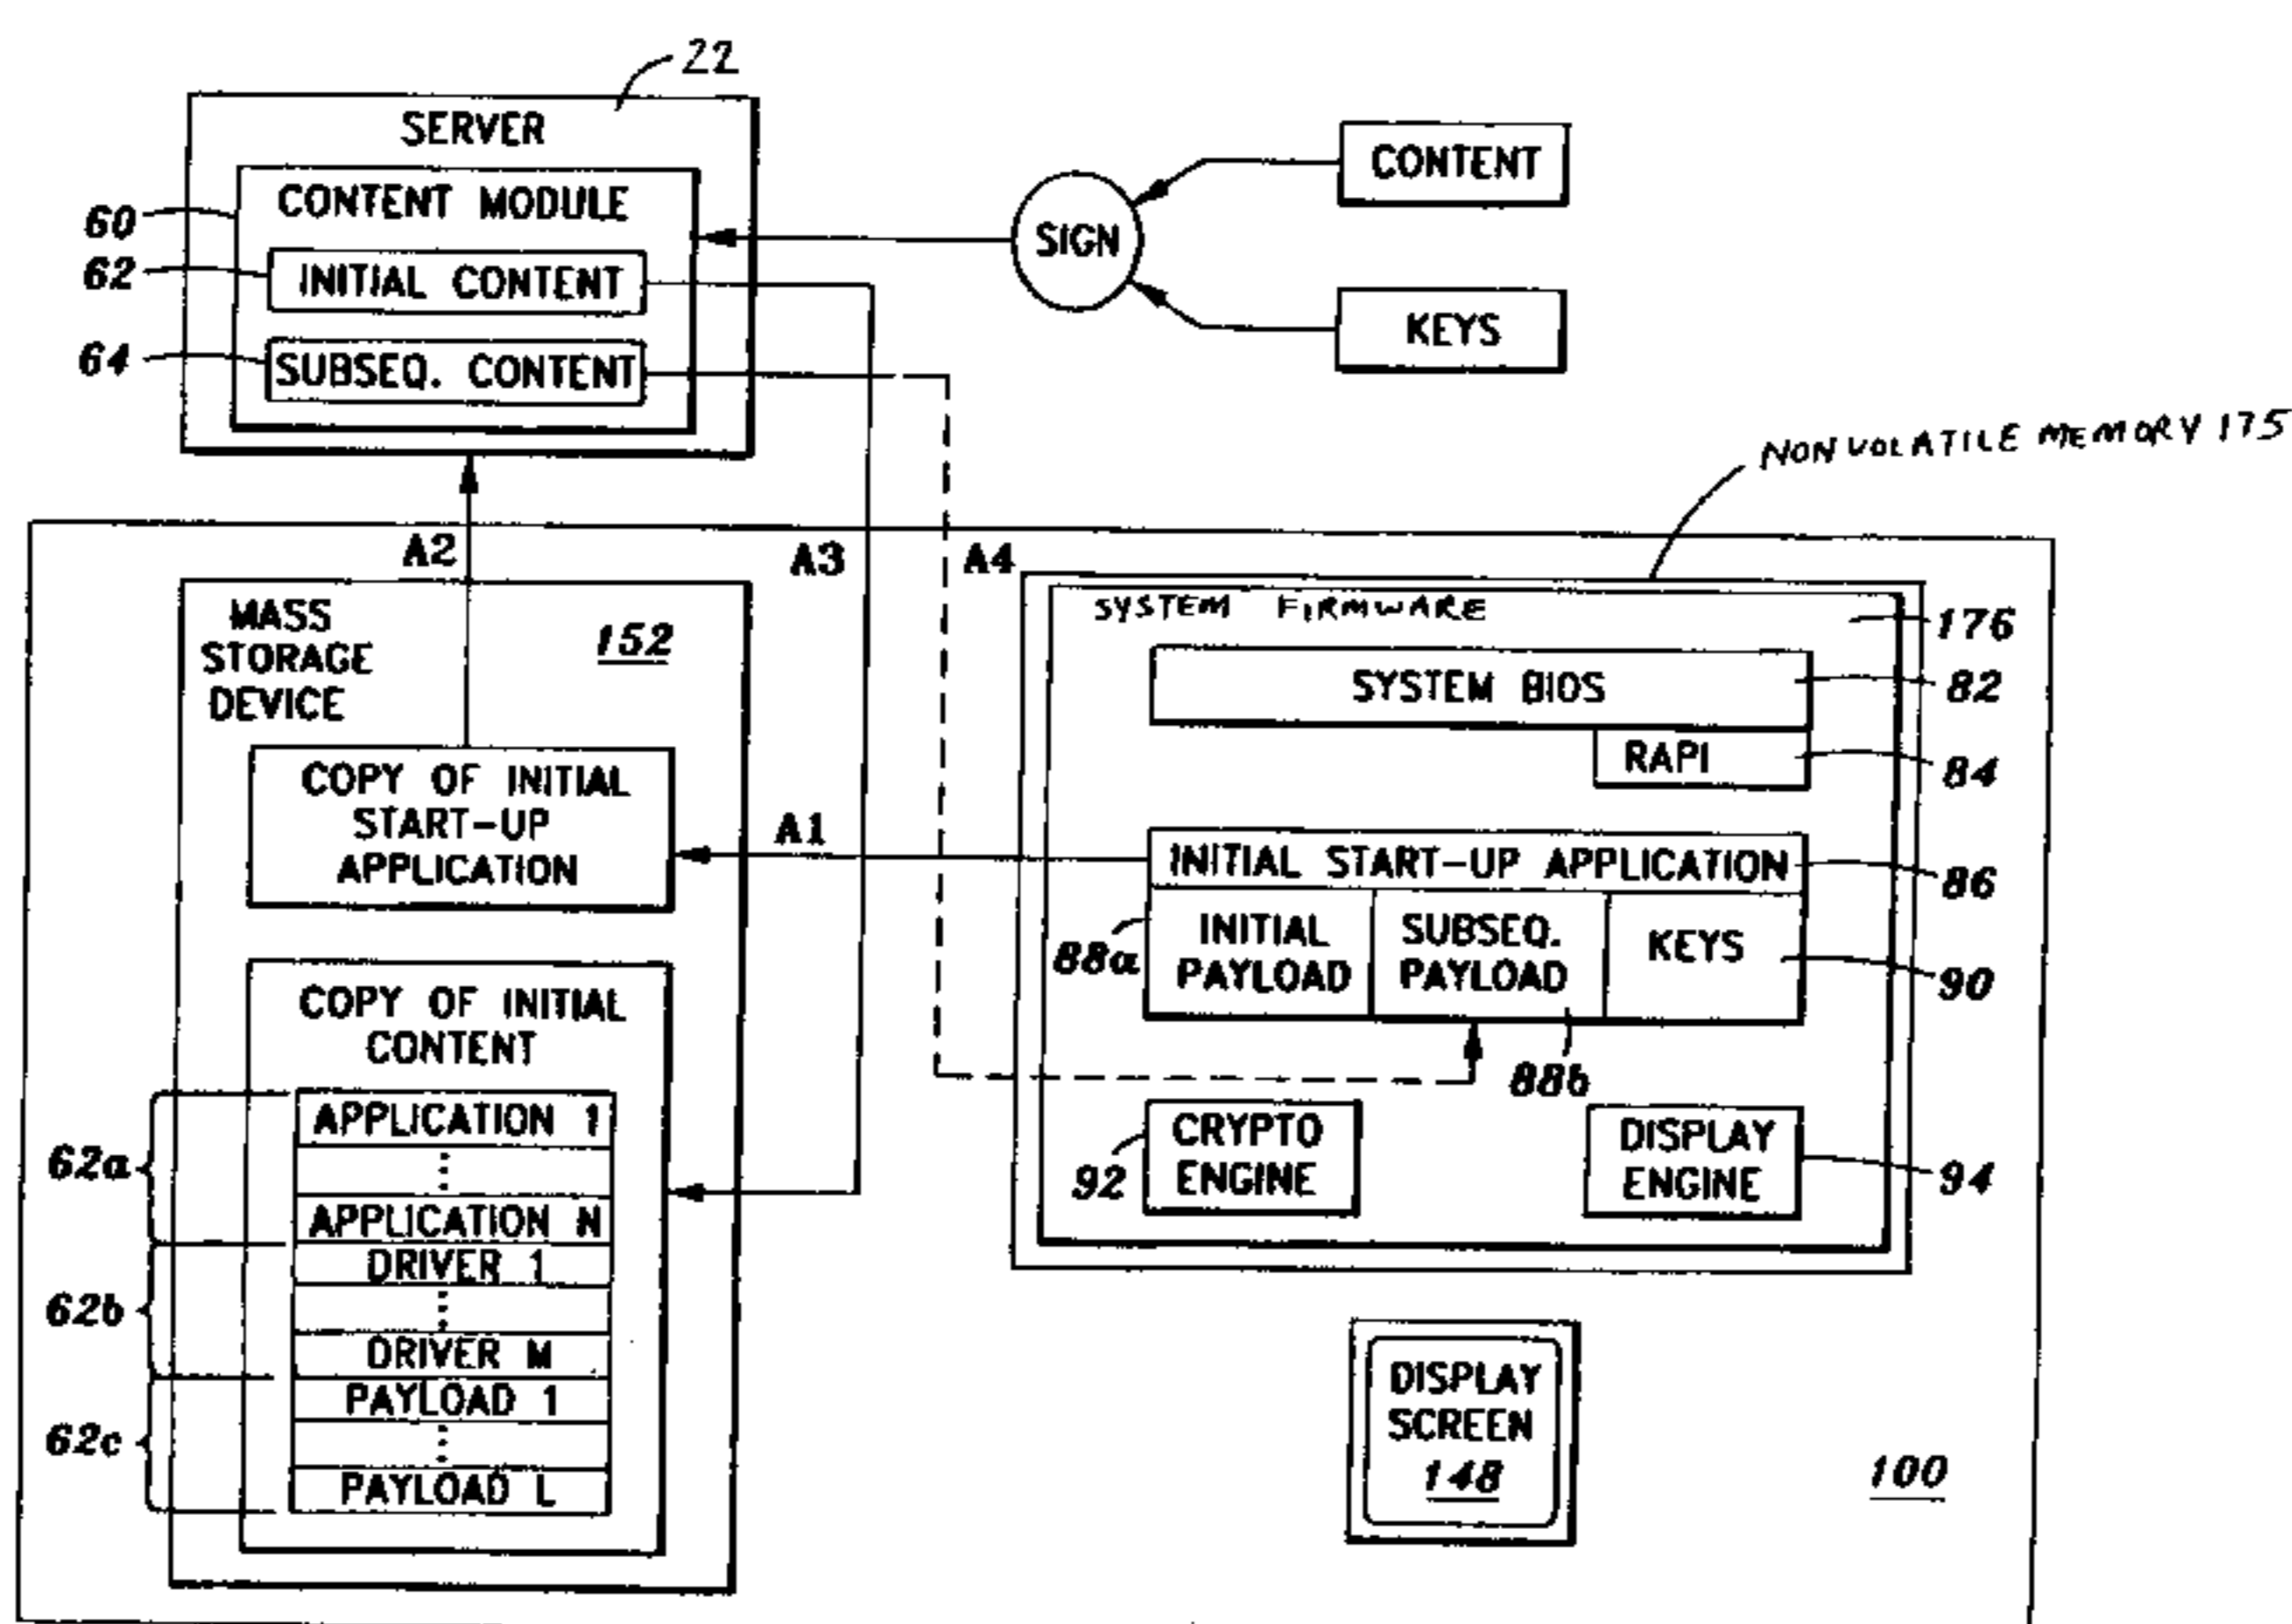 22
SERVER
CONTENT MODULE
60
INITIAL CONTENT
62
SUBSEQ. CONTENT
64
SIGN
CONTENT
KEYS
NONVOLATILE MEMORY 175
A2
A3
A4
MASS
STORAGE
DEVICE
152
COPY OF INITIAL
START-UP
APPLICATION
A1
COPY OF INITIAL
CONTENT
APPLICATION 1
⋮
APPLICATION N
62a
DRIVER 1
⋮
DRIVER M
62b
PAYLOAD 1
⋮
PAYLOAD L
62c
SYSTEM FIRMWARE
176
SYSTEM BIOS
82
RAPI
84
INITIAL START-UP APPLICATION
86
88a
INITIAL
PAYLOAD
SUBSEQ.
PAYLOAD
88b
KEYS
90
CRYPTO
ENGINE
92
DISPLAY
ENGINE
94
DISPLAY
SCREEN
148
100